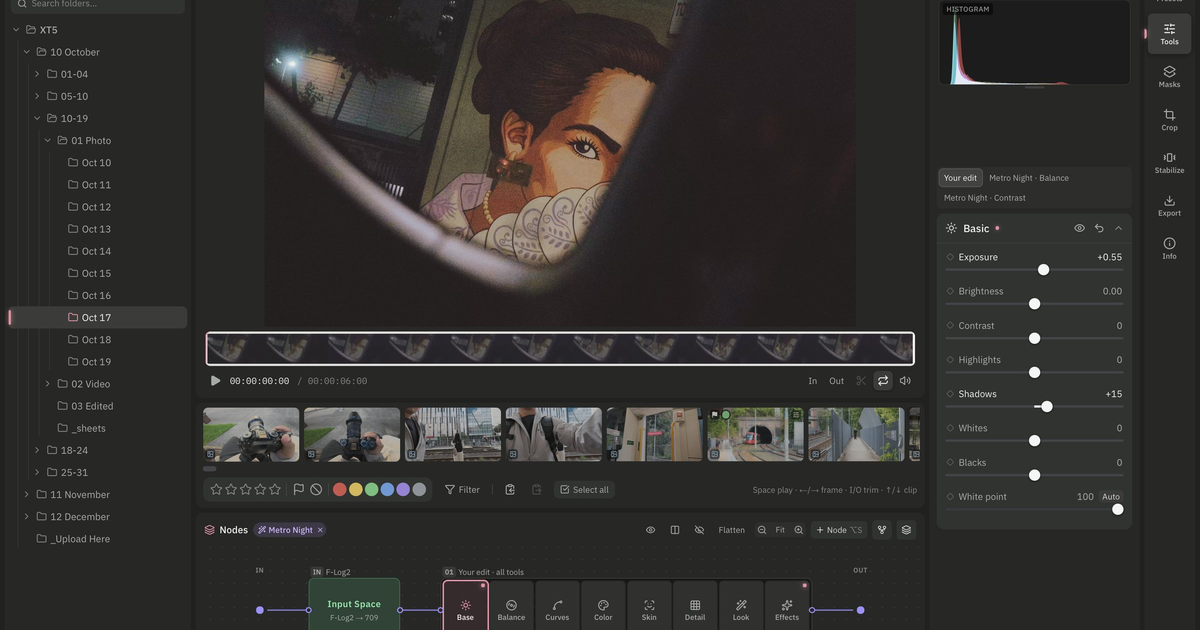 Search folders...
XT5
10 October
01-04
05-10
10-19
01 Photo
Oct 10
Oct 11
Oct 12
Oct 13
Oct 14
Oct 15
Oct 16
Oct 17
Oct 18
Oct 19
02 Video
03 Edited
_sheets
18-24
25-31
11 November
12 December
_Upload Here
00:00:00:00 / 00:00:06:00
In Out
Filter
Select all
Space play · ←/→ frame · I/O trim · ↑/↓ clip
Nodes
Metro Night ×
Flatten
Fit
+ Node ⌥S
IN
IN F-Log2
01 Your edit · all tools
OUT
Input Space
F-Log2 → 709
Base
Balance
Curves
Color
Skin
Detail
Look
Effects
HISTOGRAM
Your edit
Metro Night · Balance
Metro Night · Contrast
Basic
Exposure +0.55
Brightness 0.00
Contrast 0
Highlights 0
Shadows +15
Whites 0
Blacks 0
White point 100 Auto
Tools
Masks
Crop
Stabilize
Export
Info